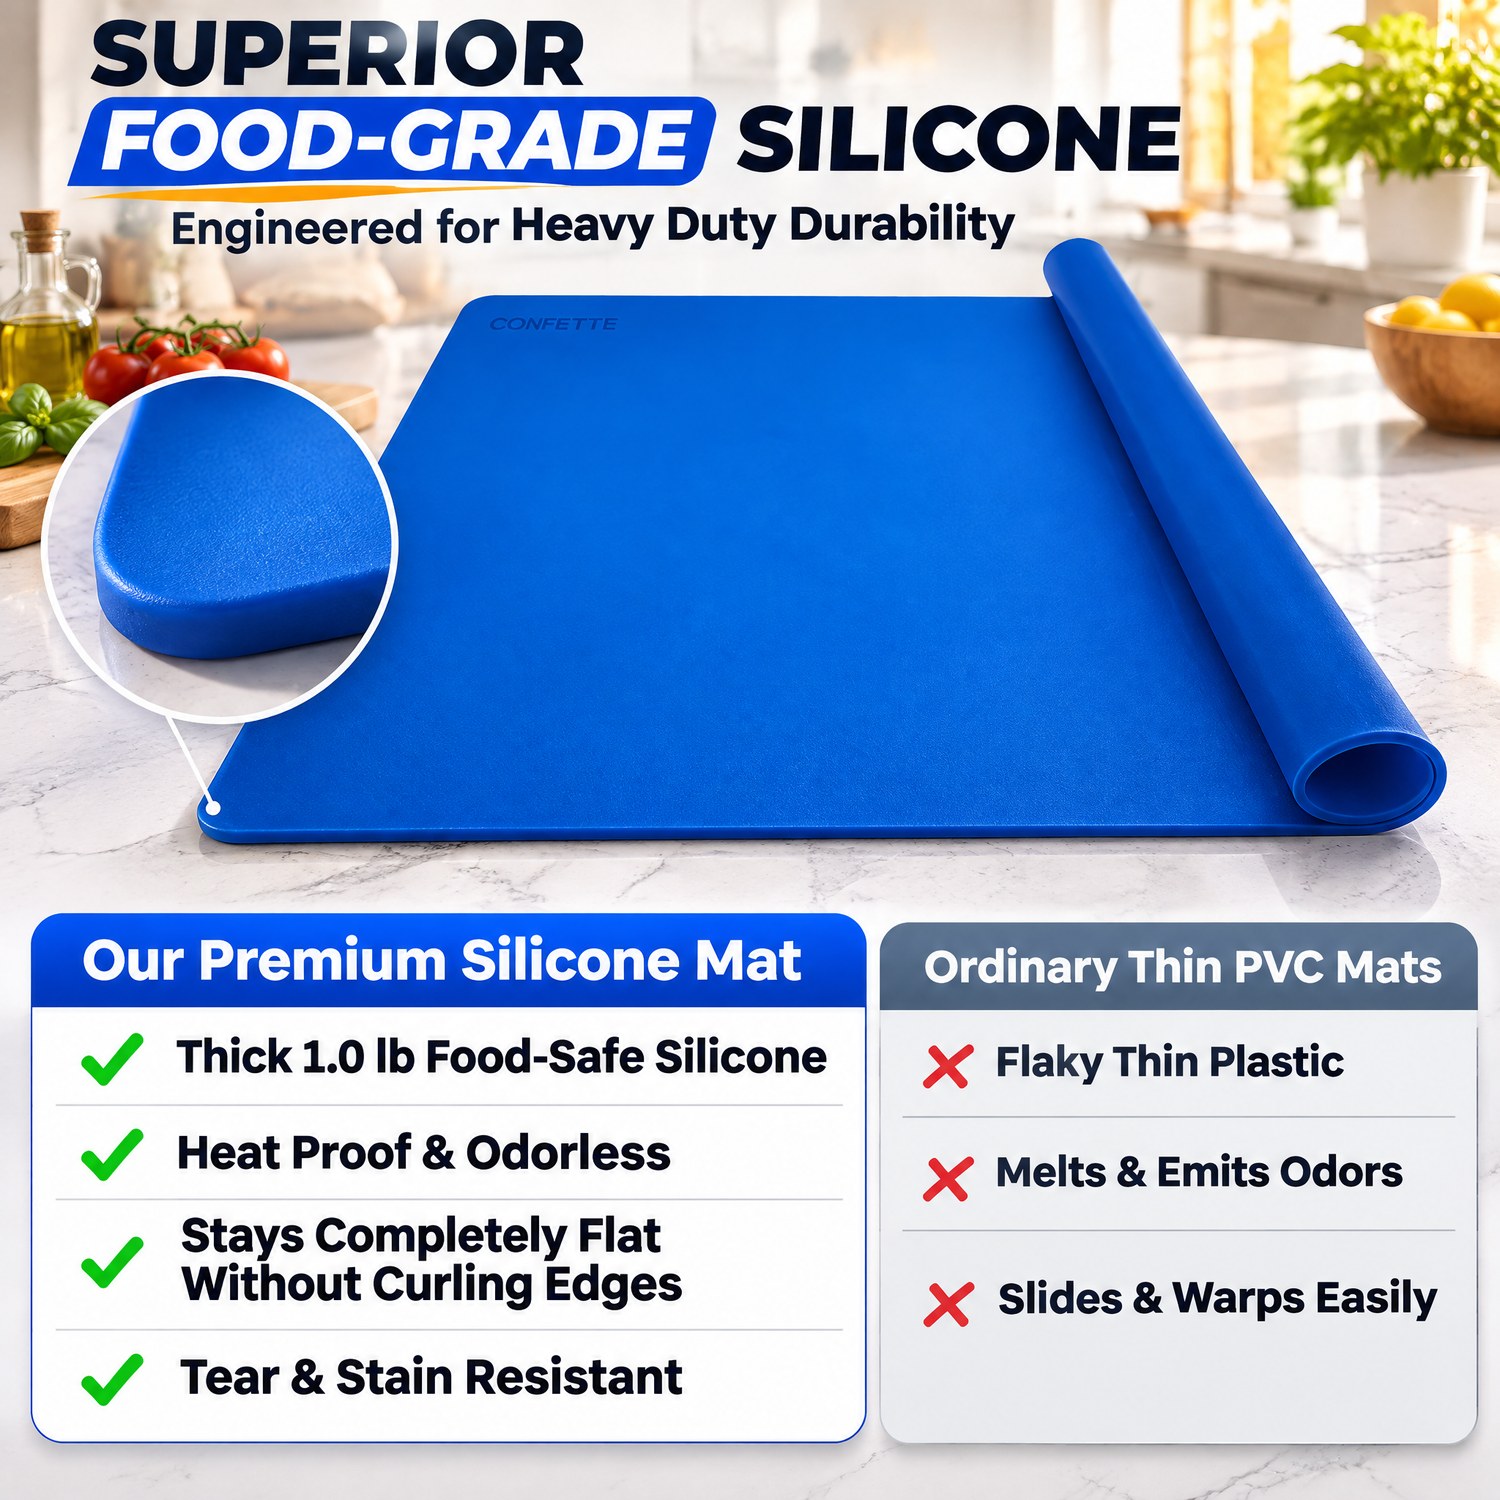 SUPERIOR
FOOD-GRADE SILICONE
Engineered for Heavy Duty Durability
CONFETTE
Our Premium Silicone Mat
Thick 1.0 lb Food-Safe Silicone
Heat Proof & Odorless
Stays Completely Flat
Without Curling Edges
Tear & Stain Resistant
Ordinary Thin PVC Mats
Flaky Thin Plastic
Melts & Emits Odors
Slides & Warps Easily